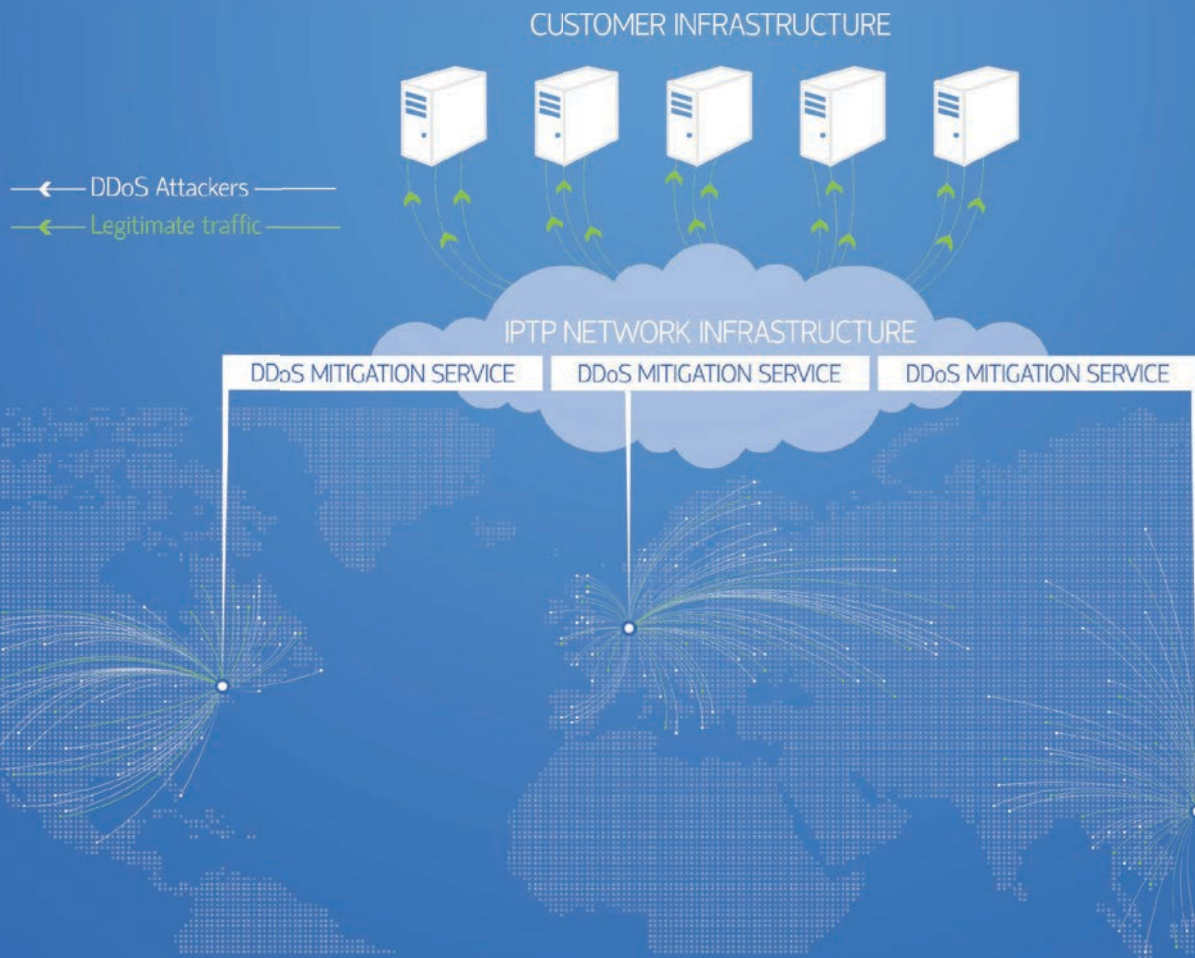 CUSTOMER INFRASTRUCTURE
DDoS Attackers
Legitimate traffic
IPTP NETWORK INFRASTRUCTURE
DDoS MITIGATION SERVICE
DDoS MITIGATION SERVICE
DDoS MITIGATION SERVICE